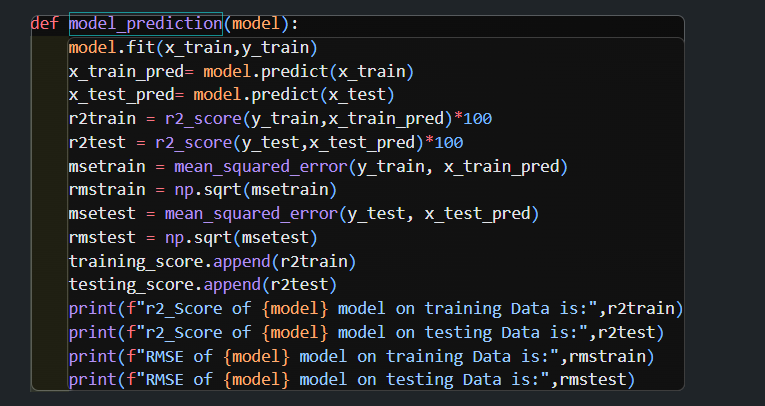 def model_prediction(model):
    model.fit(x_train,y_train)
    x_train_pred= model.predict(x_train)
    x_test_pred= model.predict(x_test)
    r2train = r2_score(y_train,x_train_pred)*100
    r2test = r2_score(y_test,x_test_pred)*100
    msetrain = mean_squared_error(y_train, x_train_pred)
    rmstrain = np.sqrt(msetrain)
    msetest = mean_squared_error(y_test, x_test_pred)
    rmstest = np.sqrt(msetest)
    training_score.append(r2train)
    testing_score.append(r2test)
    print(f"r2_Score of {model} model on training Data is:",r2train)
    print(f"r2_Score of {model} model on testing Data is:",r2test)
    print(f"RMSE of {model} model on training Data is:",rmstrain)
    print(f"RMSE of {model} model on testing Data is:",rmstest)